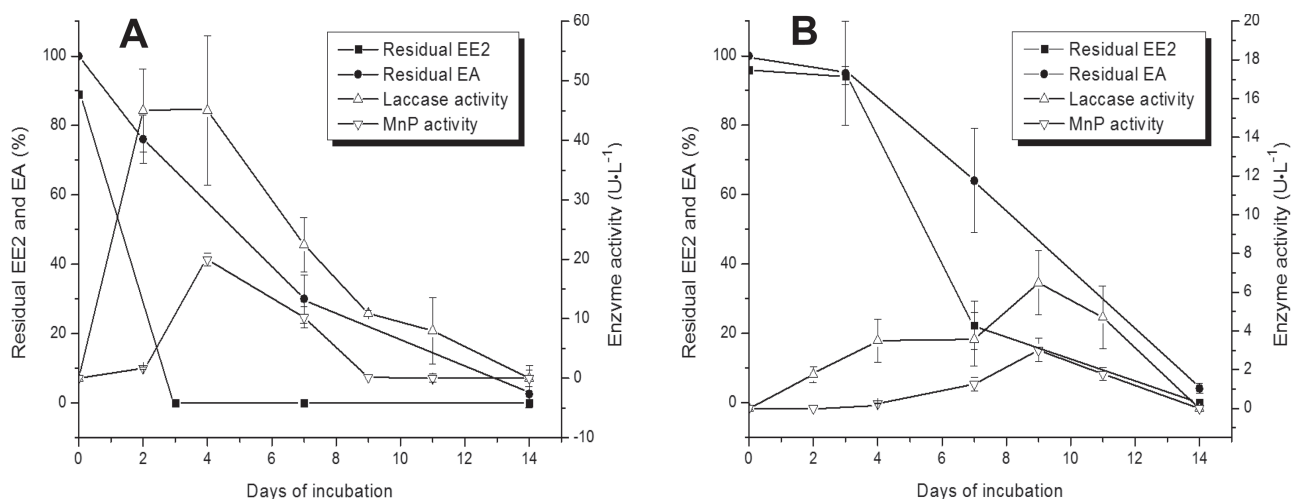 A
Residual EE2
Residual EA
Laccase activity
MnP activity
Residual EE2 and EA (%)
100
80
60
40
20
0
Enzyme activity (U·L⁻¹)
60
50
40
30
20
10
0
-10
0 2 4 6 8 10 12 14
Days of incubation
B
Residual EE2
Residual EA
Laccase activity
MnP activity
Residual EE2 and EA (%)
100
80
60
40
20
0
Enzyme activity (U·L⁻¹)
20
18
16
14
12
10
8
6
4
2
0
0 2 4 6 8 10 12 14
Days of incubation